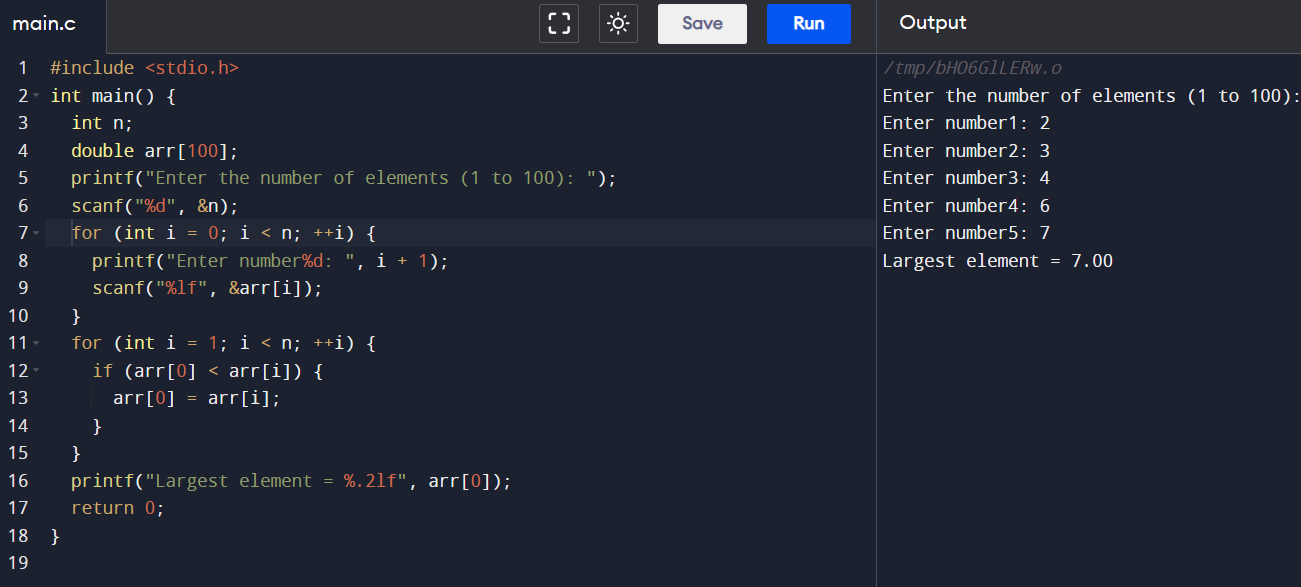 main.c
Save
Run
Output
1 #include <stdio.h>
2 int main() {
3 int n;
4 double arr[100];
5 printf("Enter the number of elements (1 to 100): ");
6 scanf("%d", &n);
7 for (int i = 0; i < n; ++i) {
8 printf("Enter number%d: ", i + 1);
9 scanf("%lf", &arr[i]);
10 }
11 for (int i = 1; i < n; ++i) {
12 if (arr[0] < arr[i]) {
13 arr[0] = arr[i];
14 }
15 }
16 printf("Largest element = %.2lf", arr[0]);
17 return 0;
18 }
19
/tmp/bHO6GlLERw.o
Enter the number of elements (1 to 100):
Enter number1: 2
Enter number2: 3
Enter number3: 4
Enter number4: 6
Enter number5: 7
Largest element = 7.00